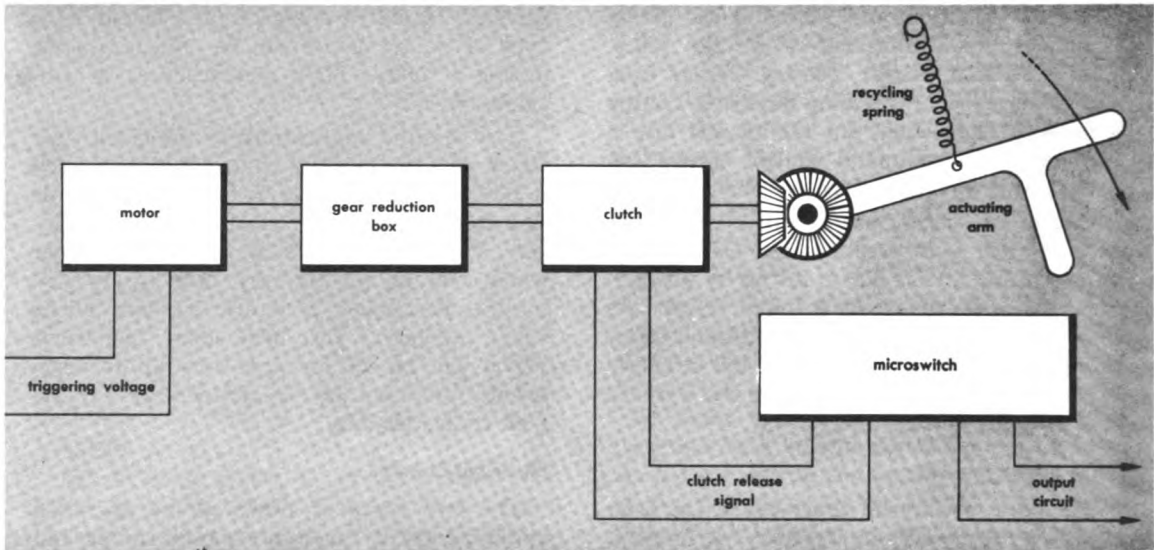 recycling
spring
motor
gear reduction
box
clutch
actuating
arm
microswitch
triggering voltage
clutch release
signal
output
circuit